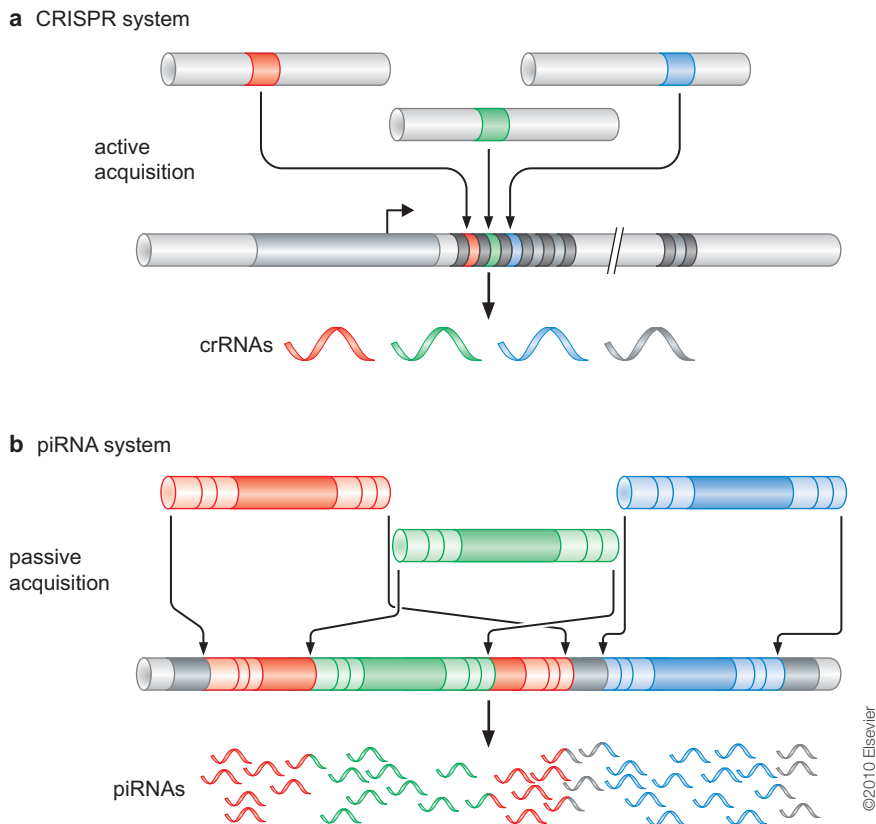 a CRISPR system
active
acquisition
crRNAs
b piRNA system
passive
acquisition
piRNAs
©2010 Elsevier